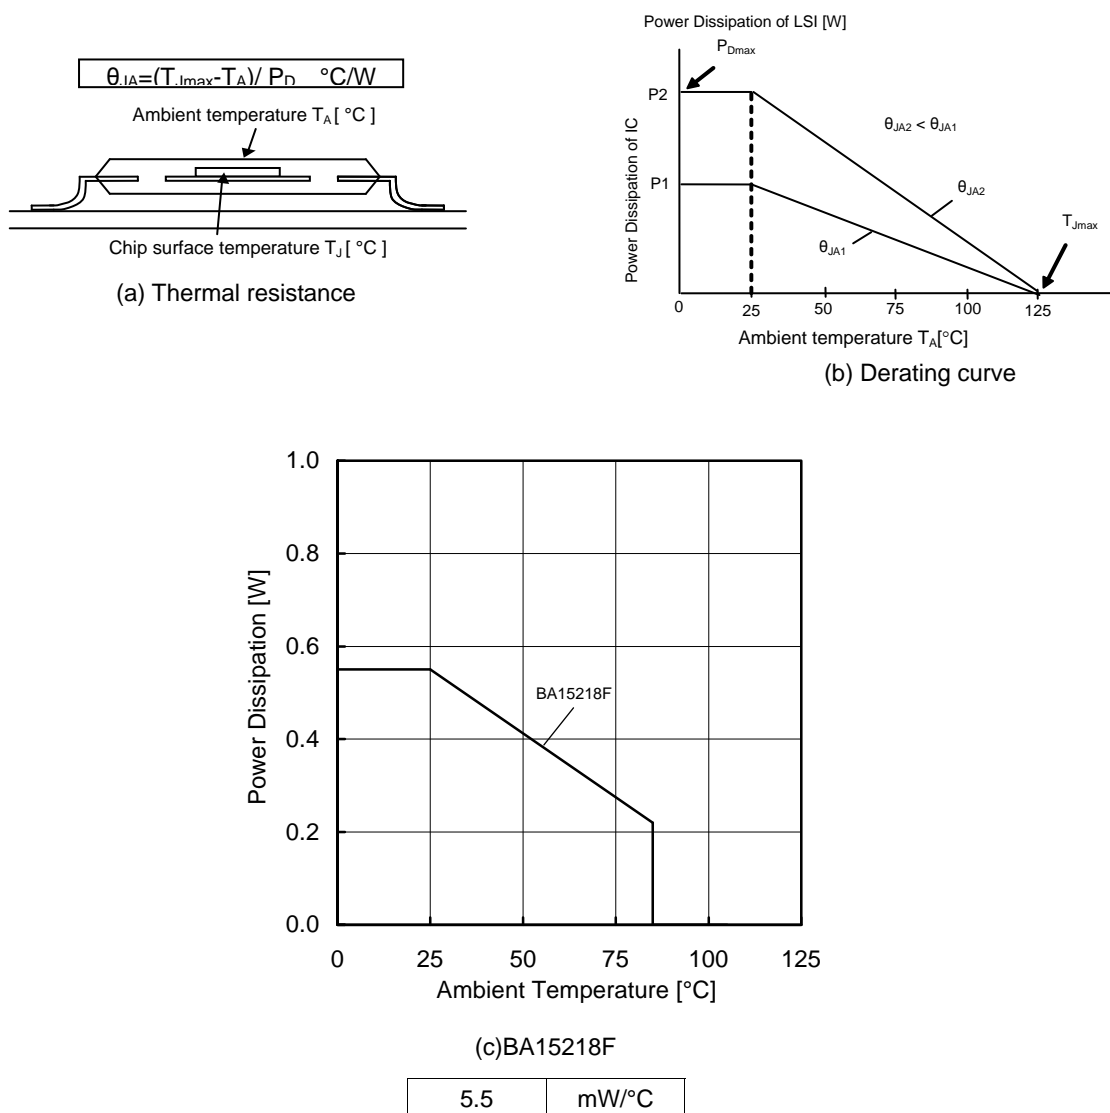 θJA=(TJmax-TA)/ PD °C/W
Ambient temperature TA [ °C ]
Chip surface temperature TJ [ °C ]
(a) Thermal resistance
Power Dissipation of LSI [W]
PDmax
P2
θJA2 < θJA1
P1
θJA2
TJmax
θJA1
Power Dissipation of IC
0 25 50 75 100 125
Ambient temperature TA[°C]
(b) Derating curve
1.0
0.8
0.6
0.4
0.2
0.0
Power Dissipation [W]
BA15218F
0 25 50 75 100 125
Ambient Temperature [°C]
(c)BA15218F
5.5 mW/°C